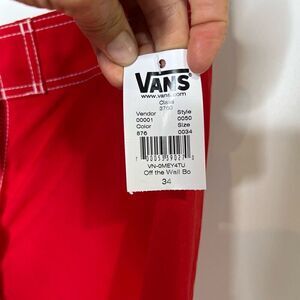 VANS
www.vans.com
Class
3760
Vendor Style
00001 0050
Color Size
876 0034
VN-0MEY4TU
Off the Wall Bo
34